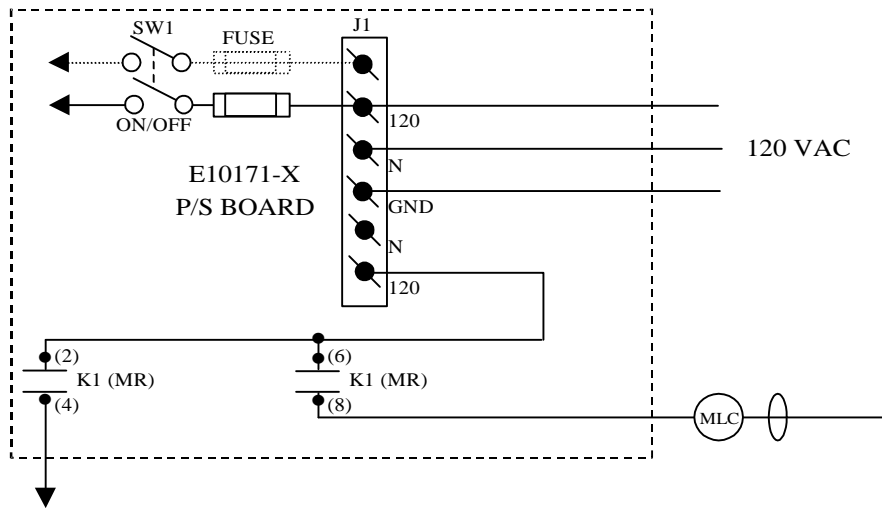 J1
SW1
FUSE
ON/OFF
120
N
120 VAC
E10171-X
P/S BOARD
GND
N
120
(2)
K1 (MR)
(4)
(6)
K1 (MR)
(8)
MLC